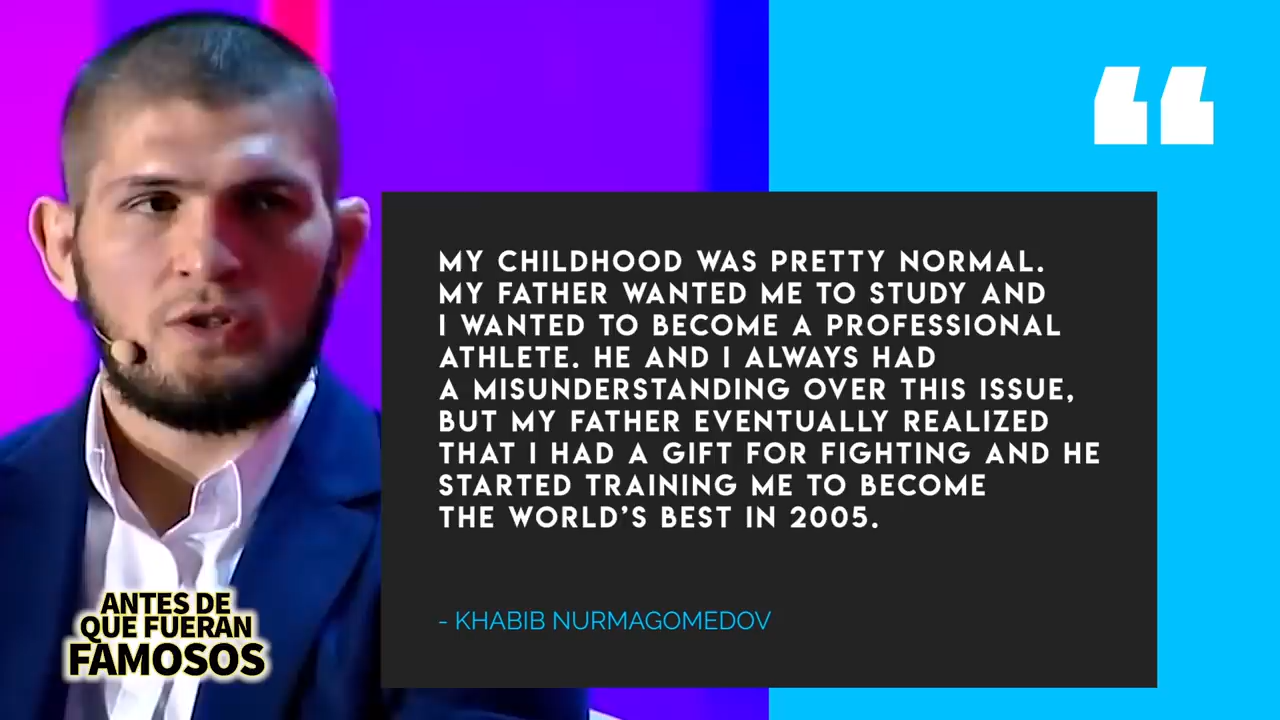 MY CHILDHOOD WAS PRETTY NORMAL.
MY FATHER WANTED ME TO STUDY AND
I WANTED TO BECOME A PROFESSIONAL
ATHLETE. HE AND I ALWAYS HAD
A MISUNDERSTANDING OVER THIS ISSUE,
BUT MY FATHER EVENTUALLY REALIZED
THAT I HAD A GIFT FOR FIGHTING AND HE
STARTED TRAINING ME TO BECOME
THE WORLD’S BEST IN 2005.
- KHABIB NURMAGOMEDOV
ANTES DE
QUE FUERAN
FAMOSOS